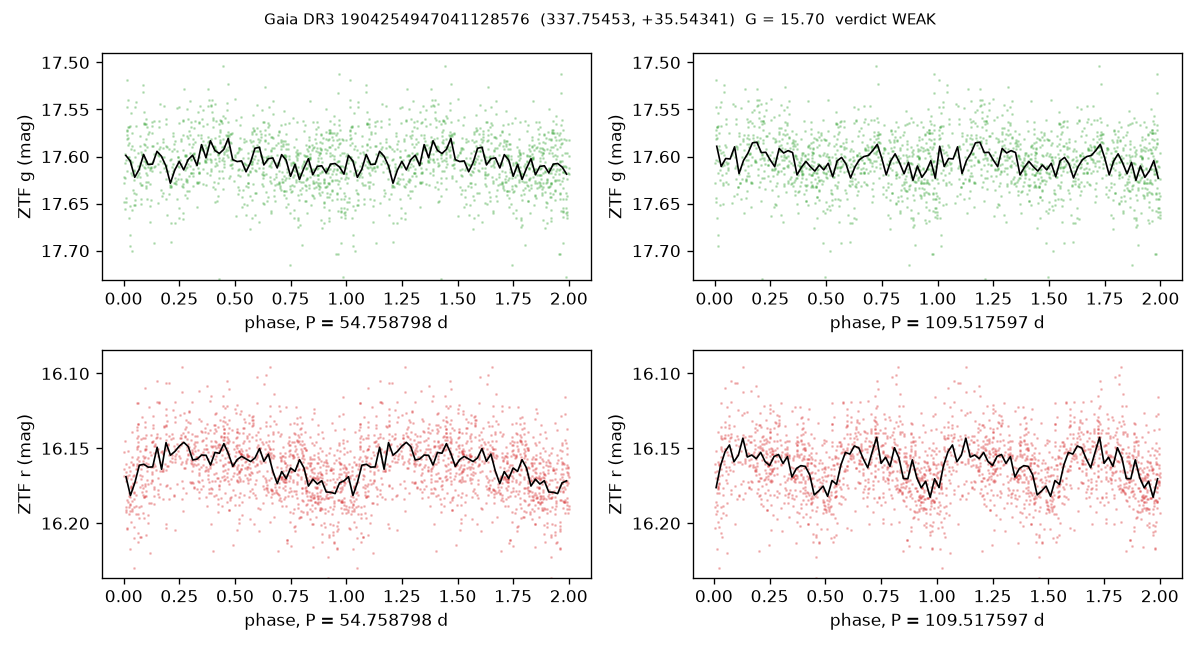 Gaia DR3 1904254947041128576  (337.75453, +35.54341)  G = 15.70  verdict WEAK
ZTF g (mag)
17.50
17.55
17.60
17.65
17.70
0.00 0.25 0.50 0.75 1.00 1.25 1.50 1.75 2.00
phase, P = 54.758798 d
ZTF g (mag)
17.50
17.55
17.60
17.65
17.70
0.00 0.25 0.50 0.75 1.00 1.25 1.50 1.75 2.00
phase, P = 109.517597 d
ZTF r (mag)
16.10
16.15
16.20
0.00 0.25 0.50 0.75 1.00 1.25 1.50 1.75 2.00
phase, P = 54.758798 d
ZTF r (mag)
16.10
16.15
16.20
0.00 0.25 0.50 0.75 1.00 1.25 1.50 1.75 2.00
phase, P = 109.517597 d